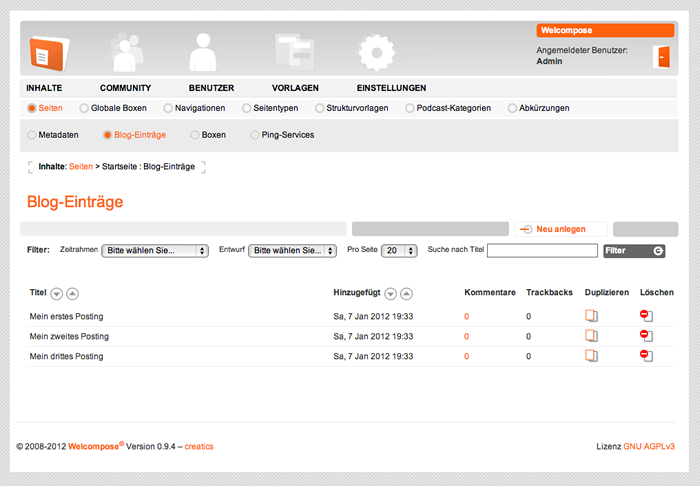 Welcompose
Angemeldeter Benutzer:
Admin
INHALTE COMMUNITY BENUTZER VORLAGEN EINSTELLUNGEN
Seiten Globale Boxen Navigationen Seitentypen Strukturvorlagen Podcast-Kategorien Abkürzungen
Metadaten Blog-Einträge Boxen Ping-Services
Inhalte: Seiten > Startseite : Blog-Einträge
Blog-Einträge
Neu anlegen
Filter: Zeitrahmen Bitte wählen Sie... Entwurf Bitte wählen Sie... Pro Seite 20 Suche nach Titel Filter
Titel Hinzugefügt Kommentare Trackbacks Duplizieren Löschen
Mein erstes Posting Sa, 7 Jan 2012 19:33 0 0
Mein zweites Posting Sa, 7 Jan 2012 19:33 0 0
Mein drittes Posting Sa, 7 Jan 2012 19:33 0 0
© 2008-2012 Welcompose® Version 0.9.4 – creatics Lizenz GNU AGPLv3